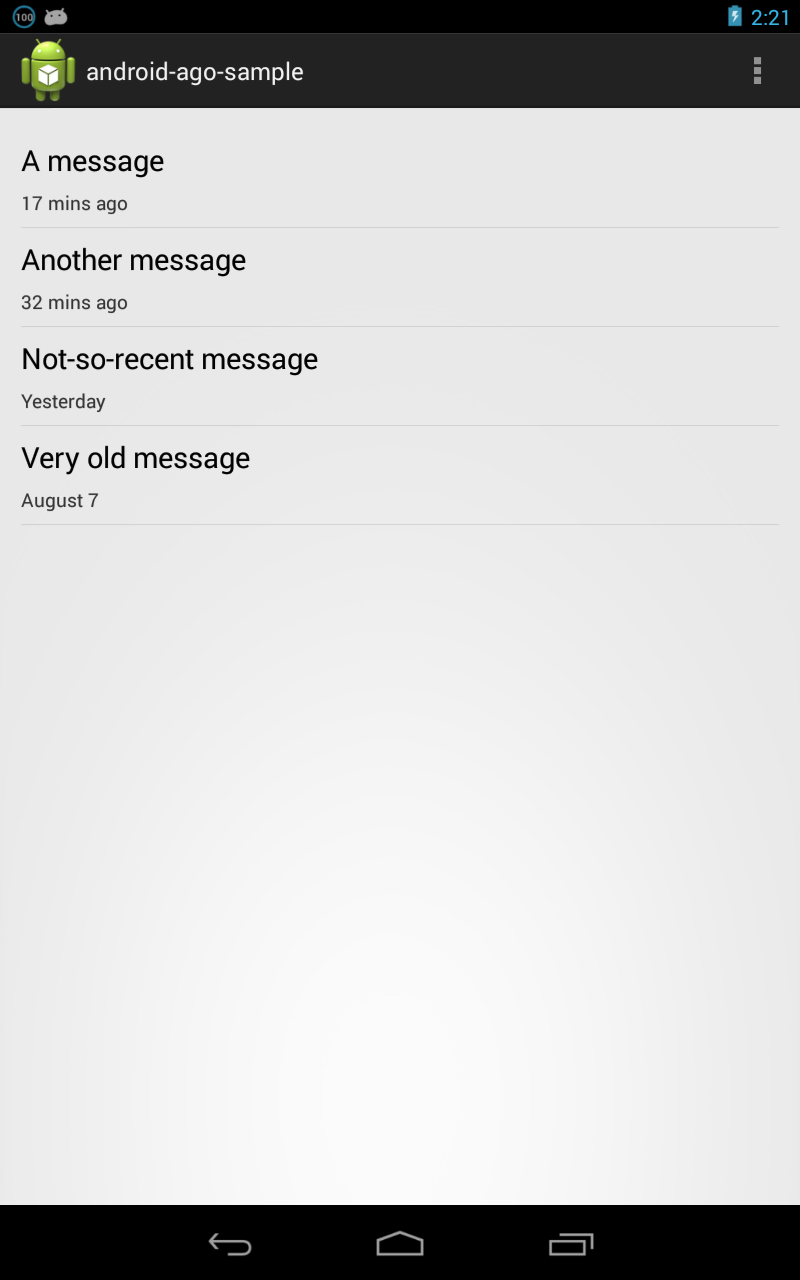 100
2:21
android-ago-sample
A message
17 mins ago
Another message
32 mins ago
Not-so-recent message
Yesterday
Very old message
August 7